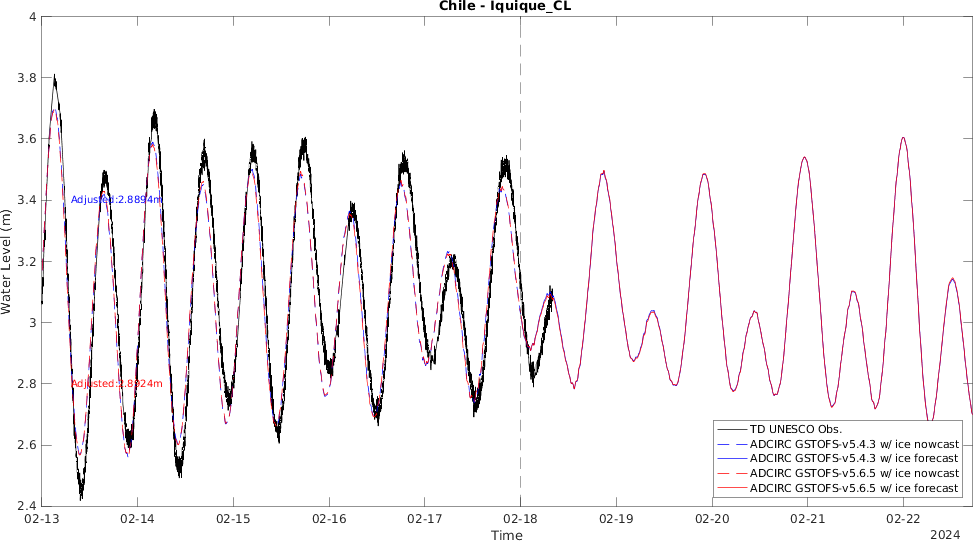 Chile - Iquique_CL
4
3.8
3.6
3.4
3.2
3
2.8
2.6
2.4
Water Level (m)
Adjusted:2.8894m
Adjusted:2.8924m
TD UNESCO Obs.
ADCIRC GSTOFS-v5.4.3 w/ ice nowcast
ADCIRC GSTOFS-v5.4.3 w/ ice forecast
ADCIRC GSTOFS-v5.6.5 w/ ice nowcast
ADCIRC GSTOFS-v5.6.5 w/ ice forecast
02-13 02-14 02-15 02-16 02-17 02-18 02-19 02-20 02-21 02-22
Time
2024